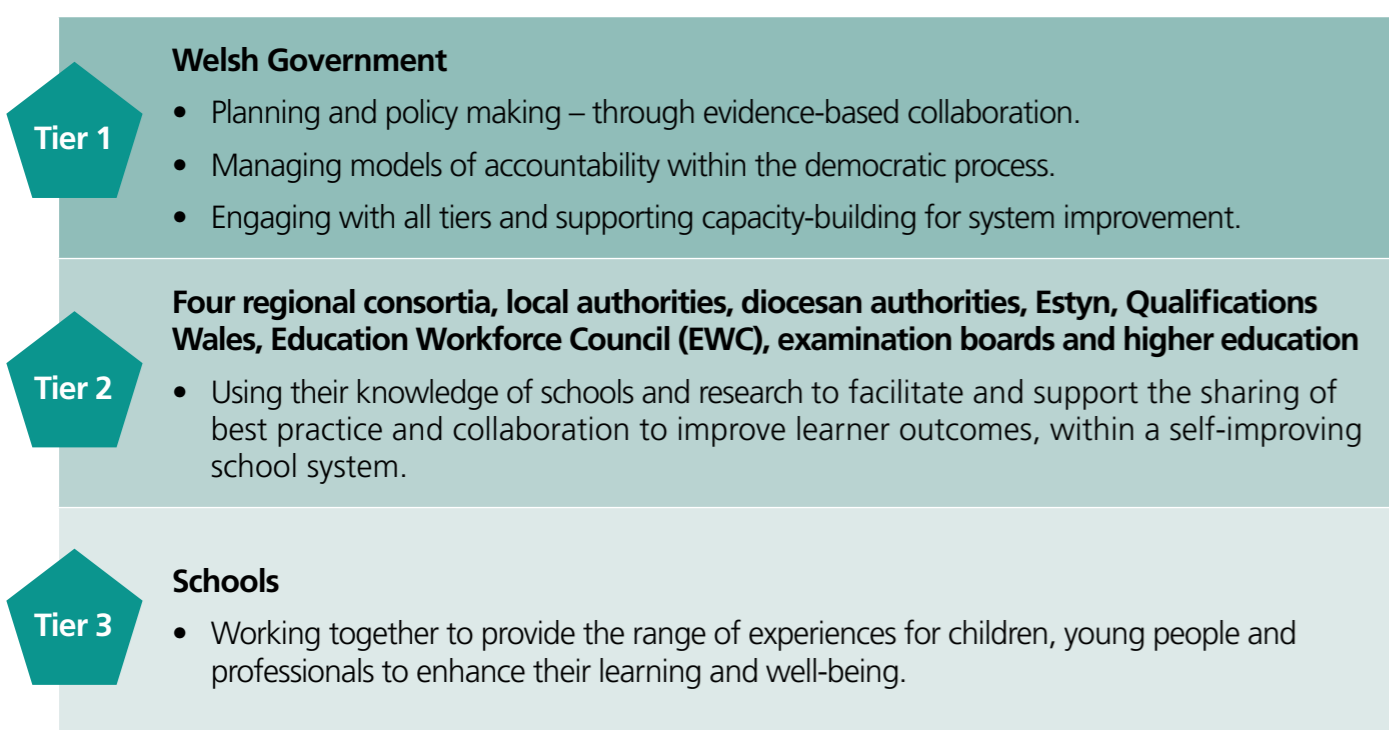 Tier 1
Welsh Government
• Planning and policy making – through evidence-based collaboration.
• Managing models of accountability within the democratic process.
• Engaging with all tiers and supporting capacity-building for system improvement.
Tier 2
Four regional consortia, local authorities, diocesan authorities, Estyn, Qualifications
Wales, Education Workforce Council (EWC), examination boards and higher education
• Using their knowledge of schools and research to facilitate and support the sharing of
best practice and collaboration to improve learner outcomes, within a self-improving
school system.
Tier 3
Schools
• Working together to provide the range of experiences for children, young people and
professionals to enhance their learning and well-being.